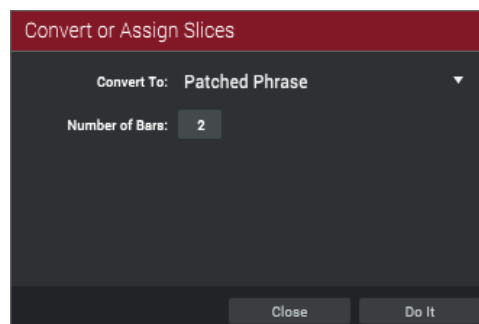 Convert or Assign Slices
Convert To: Patched Phrase
Number of Bars: 2
Close Do It